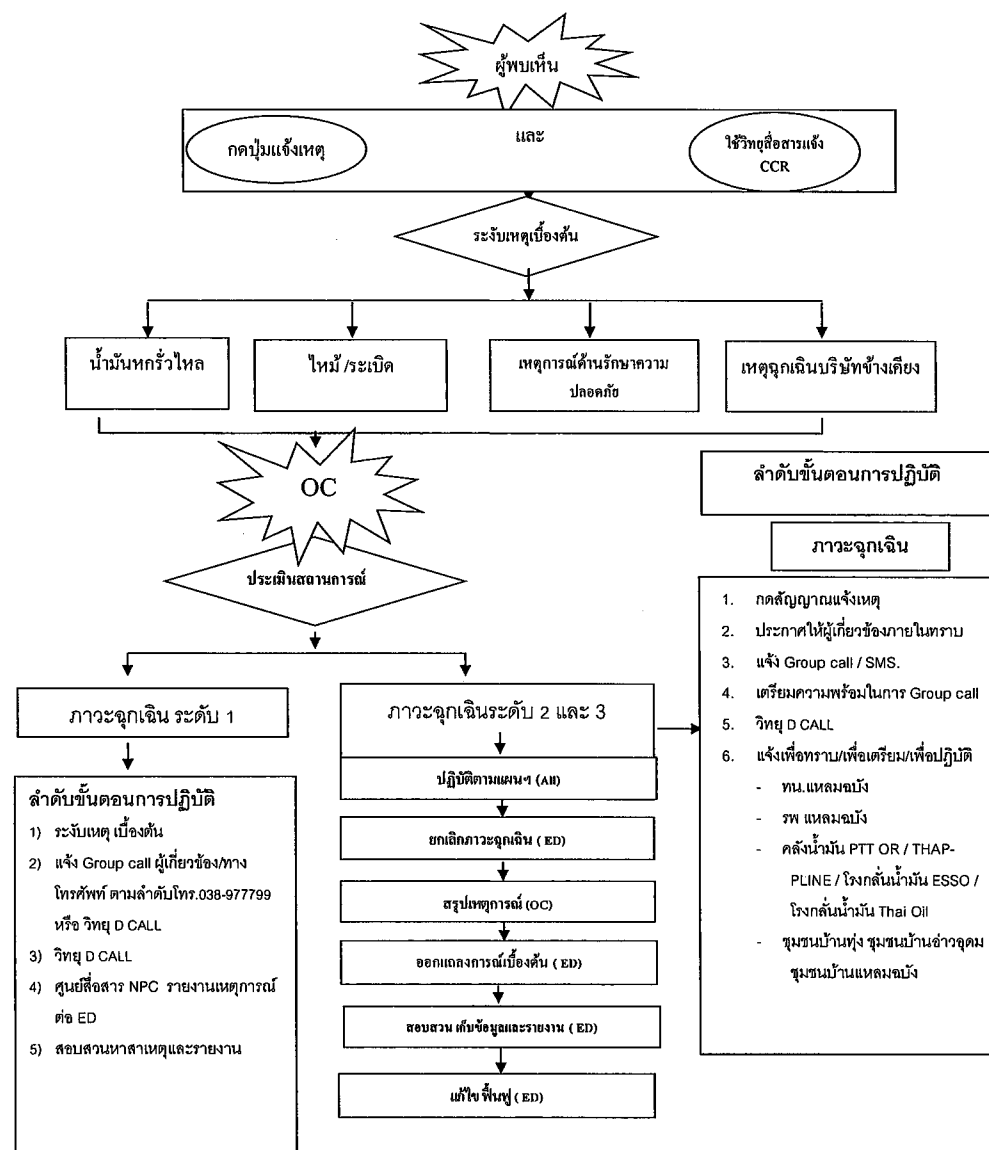 ผู้พบเห็น
และ
กดปุ่มแจ้งเหตุ
ใช้วิทยุสื่อสารแจ้ง
CCR
ระงับเหตุเบื้องต้น
น้ำมันหกรั่วไหล
ไหม้ /ระเบิด
เหตุการณ์ด้านรักษาความ
ปลอดภัย
เหตุฉุกเฉินบริษัทข้างเคียง
OC
ประเมินสถานการณ์
ภาวะฉุกเฉิน ระดับ 1
ลำดับขั้นตอนการปฏิบัติ
1) ระงับเหตุ เบื้องต้น
2) แจ้ง Group call ผู้เกี่ยวข้อง/ทาง
โทรศัพท์ ตามลำดับโทร.038-977799
หรือ วิทยุ D CALL
3) วิทยุ D CALL
4) ศูนย์สื่อสาร NPC รายงานเหตุการณ์
ต่อ ED
5) สอบสวนหาสาเหตุและรายงาน
ภาวะฉุกเฉินระดับ 2 และ 3
ปฏิบัติตามแผนฯ (All)
ยกเลิกภาวะฉุกเฉิน (ED)
สรุปเหตุการณ์ (OC)
ออกแถลงการณ์เบื้องต้น (ED)
สอบสวน เก็บข้อมูลและรายงาน (ED)
แก้ไข ฟื้นฟู (ED)
ลำดับขั้นตอนการปฏิบัติ
ภาวะฉุกเฉิน
1. กดสัญญาณแจ้งเหตุ
2. ประกาศให้ผู้เกี่ยวข้องภายในทราบ
3. แจ้ง Group call / SMS.
4. เตรียมความพร้อมในการ Group call
5. วิทยุ D CALL
6. แจ้งเพื่อทราบ/เพื่อเตรียม/เพื่อปฏิบัติ
- ทน.แหลมฉบัง
- รพ แหลมฉบัง
- คลังน้ำมัน PTT OR / THAP-
PLINE / โรงกลั่นน้ำมัน ESSO /
โรงกลั่นน้ำมัน Thai Oil
- ชุมชนบ้านทุ่ง ชุมชนบ้านอ่าวอุดม
ชุมชนบ้านแหลมฉบัง